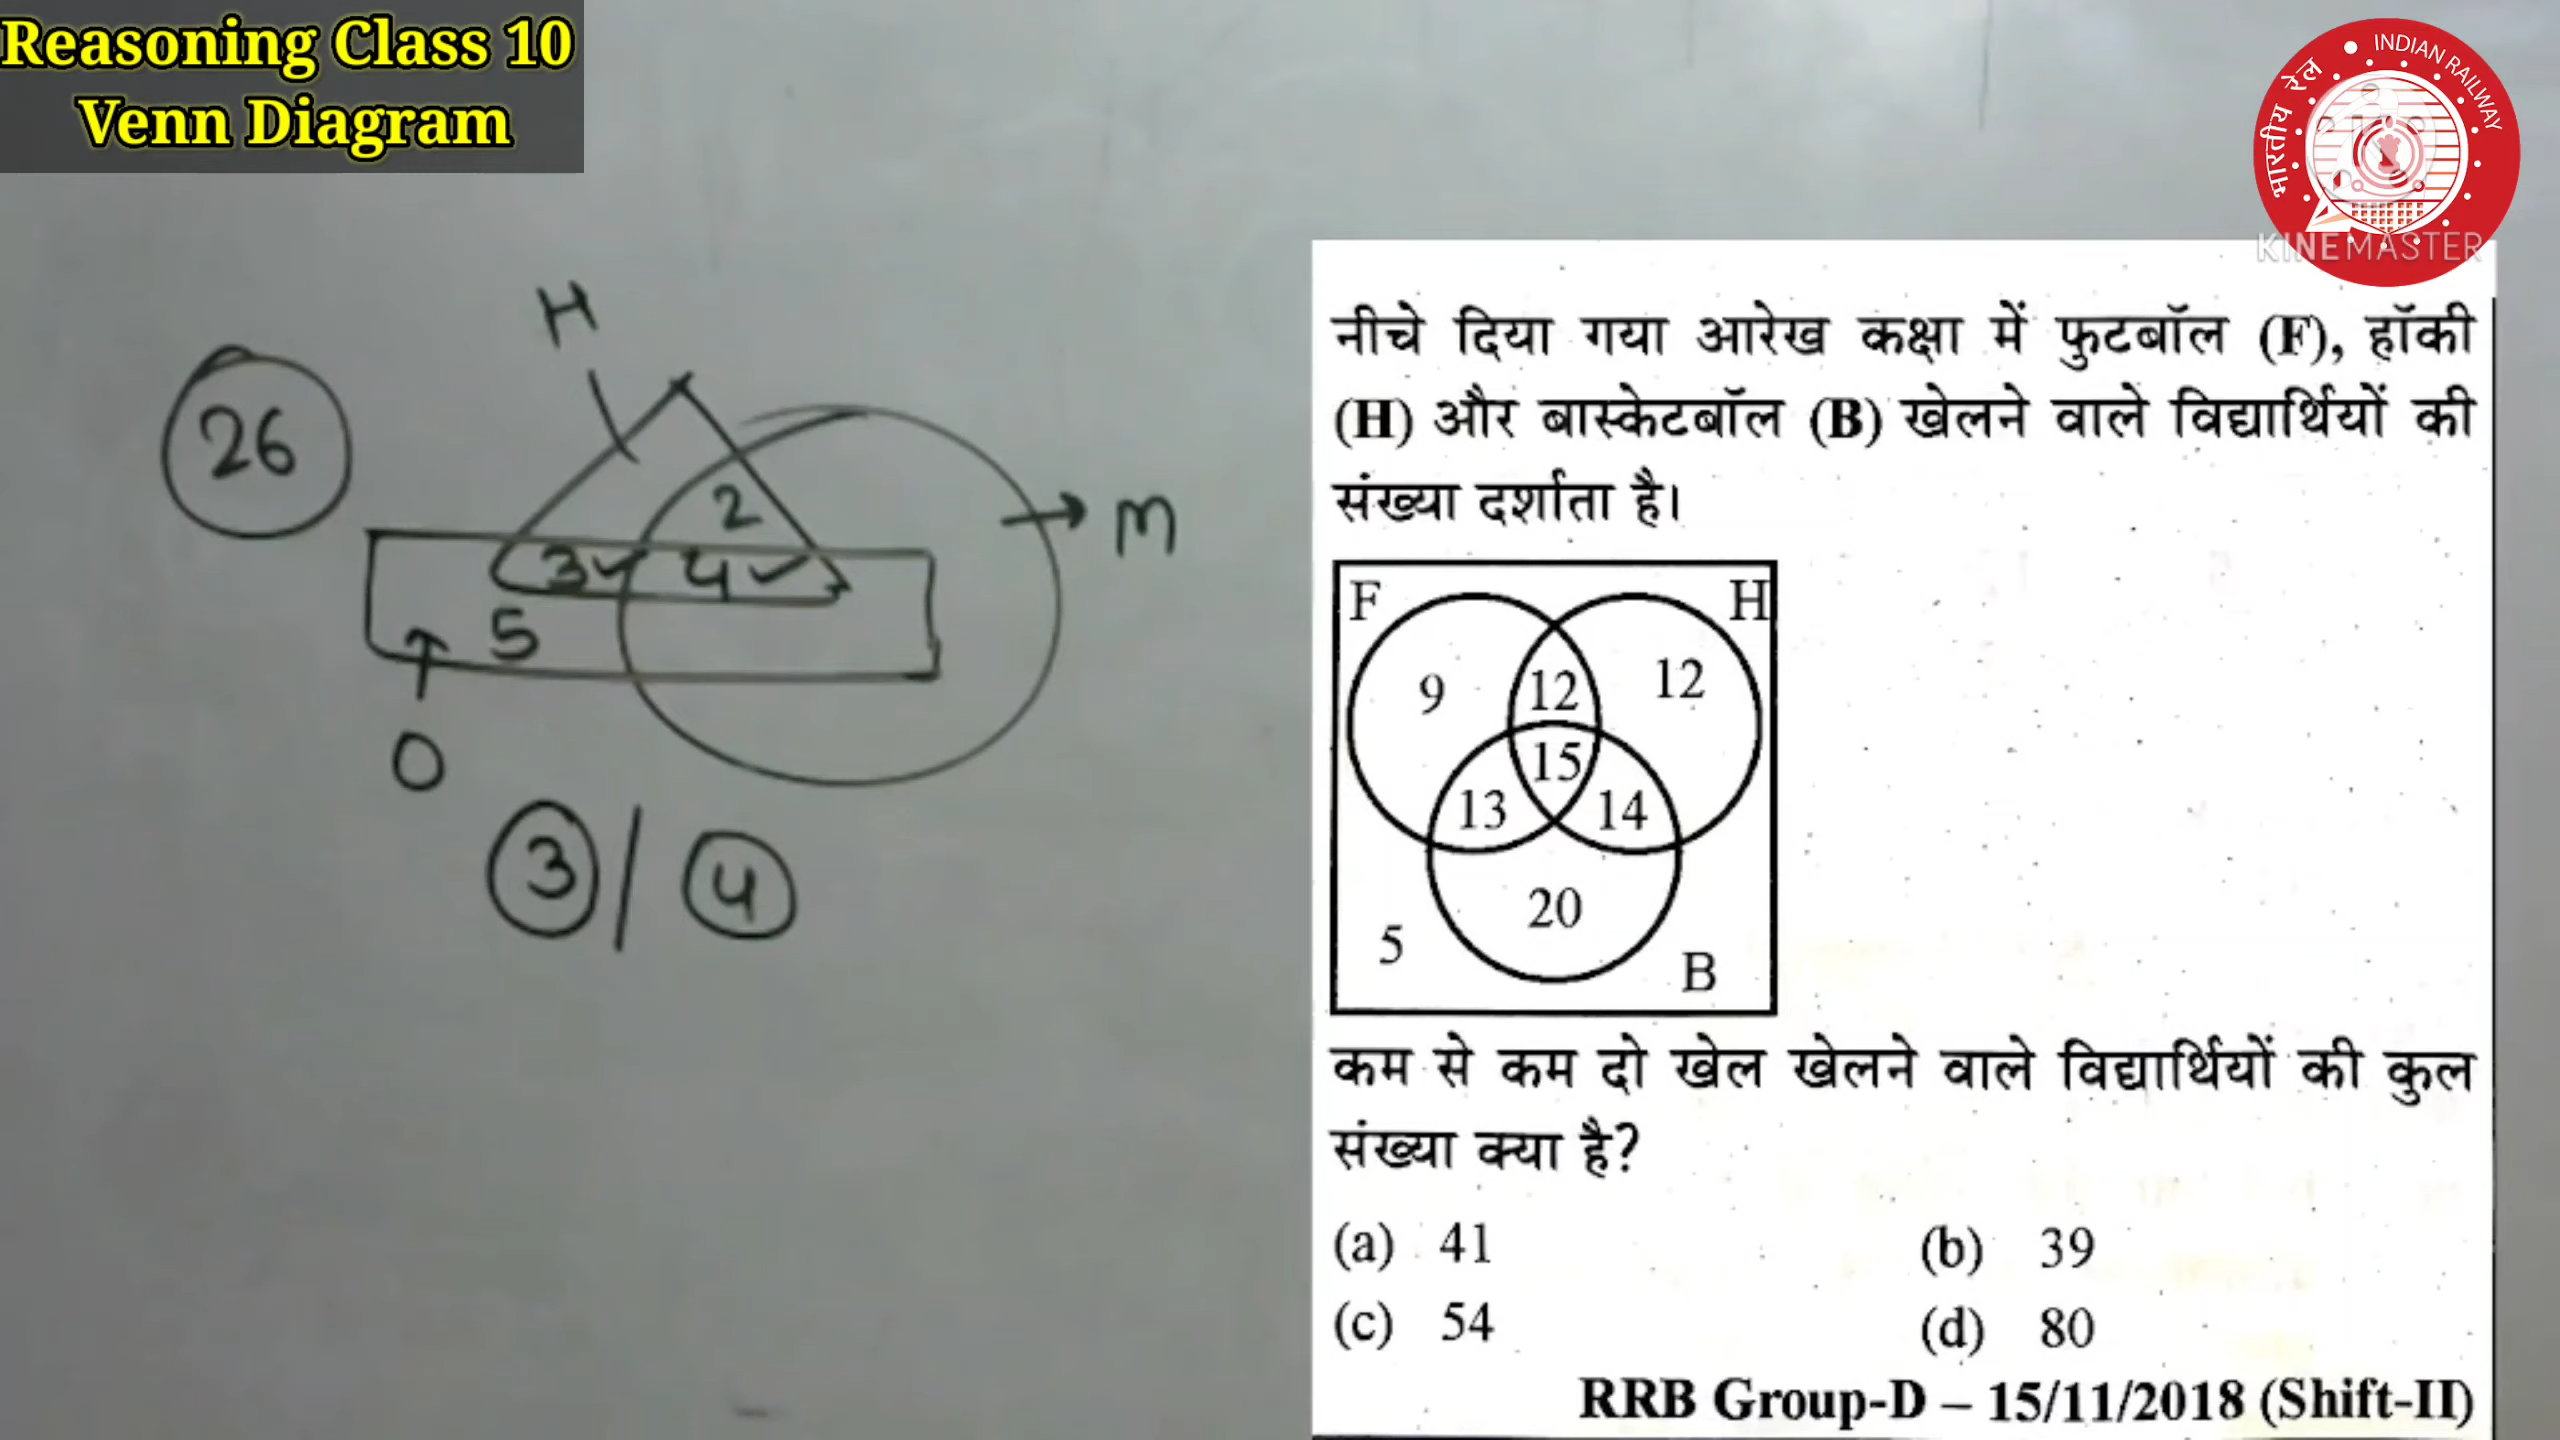 Reasoning Class 10
Venn Diagram
INDIAN RAILWAY
भारतीय रेल
KINEMASTER
H
26
2
3 4
5
M
O
3 / 4
नीचे दिया गया आरेख कक्षा में फुटबॉल (F), हॉकी
(H) और बास्केटबॉल (B) खेलने वाले विद्यार्थियों की
संख्या दर्शाता है।
F H
9 12 12
15
13 14
20
5 B
कम से कम दो खेल खेलने वाले विद्यार्थियों की कुल
संख्या क्या है?
(a) 41 (b) 39
(c) 54 (d) 80
RRB Group-D – 15/11/2018 (Shift-II)